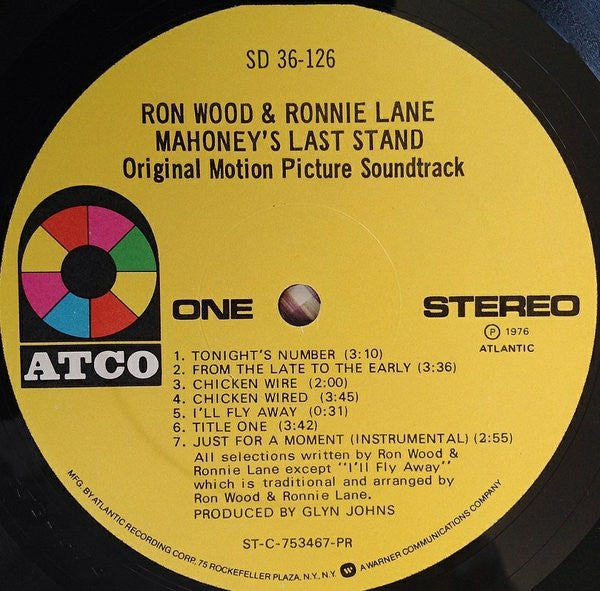 SD 36-126
RON WOOD & RONNIE LANE
MAHONEY'S LAST STAND
Original Motion Picture Soundtrack
ATCO
ONE
STEREO
Ⓟ 1976
ATLANTIC
1. TONIGHT'S NUMBER (3:10)
2. FROM THE LATE TO THE EARLY (3:36)
3. CHICKEN WIRE (2:00)
4. CHICKEN WIRED (3:45)
5. I'LL FLY AWAY (0:31)
6. TITLE ONE (3:42)
7. JUST FOR A MOMENT (INSTRUMENTAL) (2:55)
All selections written by Ron Wood &
Ronnie Lane except "I'll Fly Away"
which is traditional and arranged by
Ron Wood & Ronnie Lane.
PRODUCED BY GLYN JOHNS
ST-C-753467-PR
MFG. BY ATLANTIC RECORDING CORP. 75 ROCKEFELLER PLAZA, N.Y., N.Y. A WARNER COMMUNICATIONS COMPANY